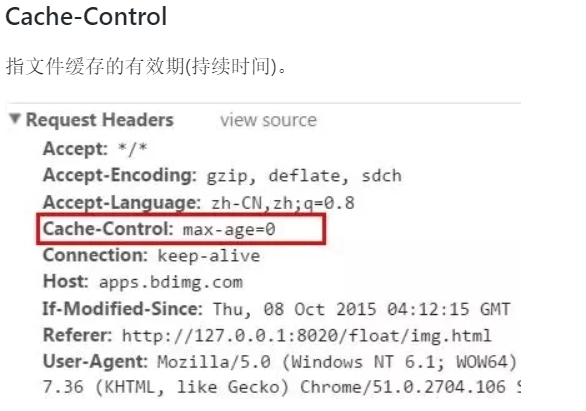 Cache-Control
指文件缓存的有效期(持续时间)。
▼Request Headers view source
Accept: */*
Accept-Encoding: gzip, deflate, sdch
Accept-Language: zh-CN,zh;q=0.8
Cache-Control: max-age=0
Connection: keep-alive
Host: apps.bdimg.com
If-Modified-Since: Thu, 08 Oct 2015 04:12:15 GMT
Referer: http://127.0.0.1:8020/float/img.html
User-Agent: Mozilla/5.0 (Windows NT 6.1; WOW64)
7.36 (KHTML, like Gecko) Chrome/51.0.2704.106 S